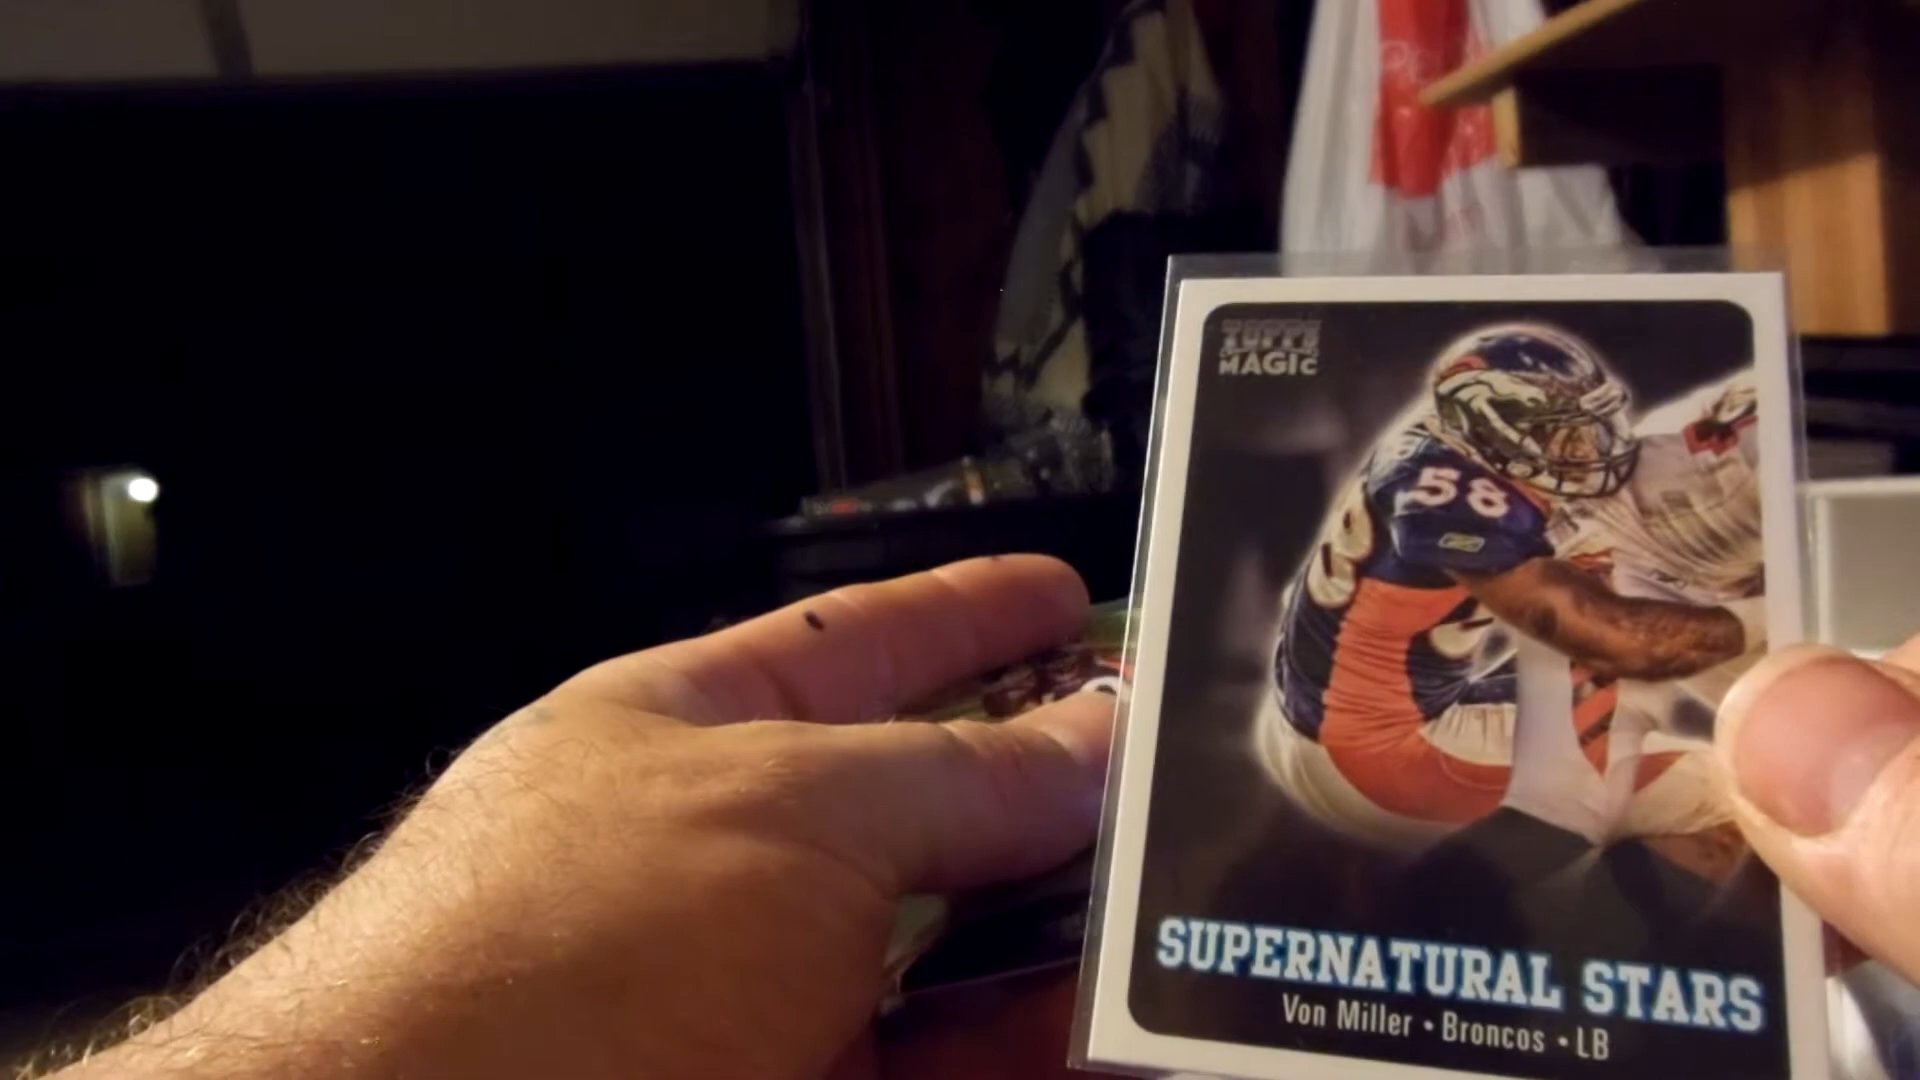 TOPPS
MAGIC
58
SUPERNATURAL STARS
Von Miller • Broncos • LB